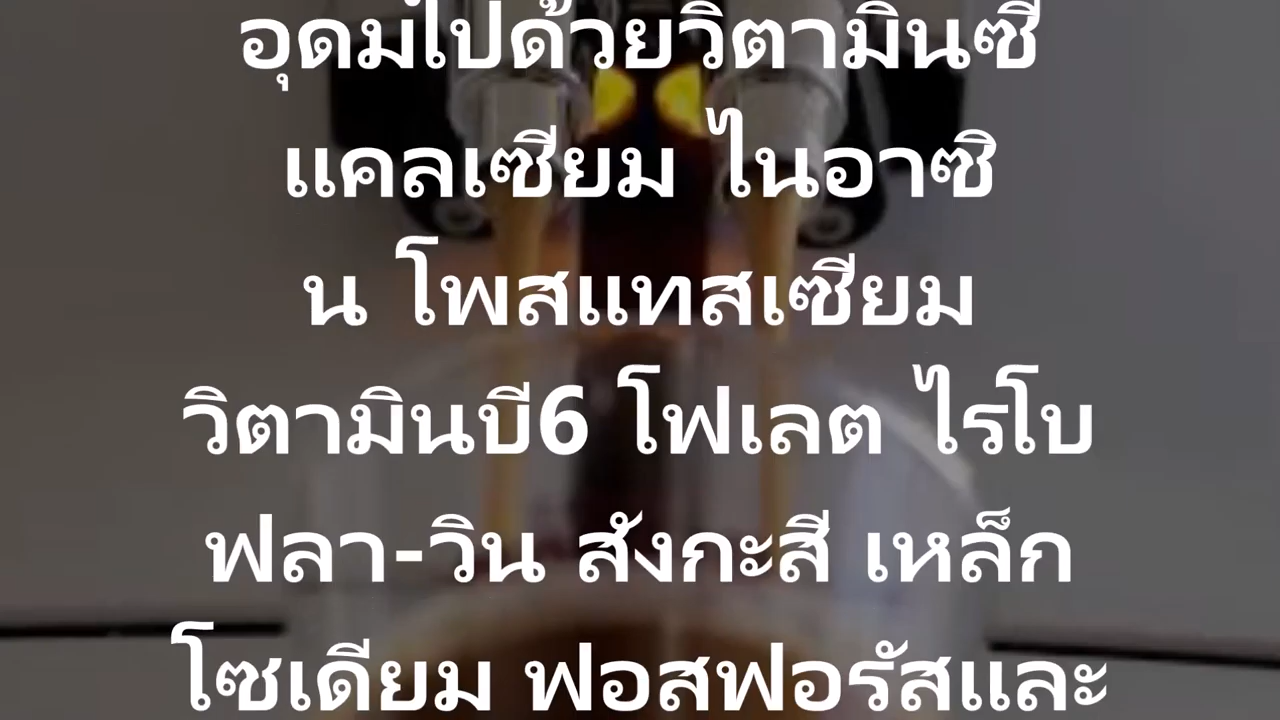 อุดมไปด้วยวิตามินซี
แคลเซียม ไนอาซิ
น โพสแทสเซียม
วิตามินบี6 โฟเลต ไรโบ
ฟลา-วิน สังกะสี เหล็ก
โซเดียม ฟอสฟอรัสและ